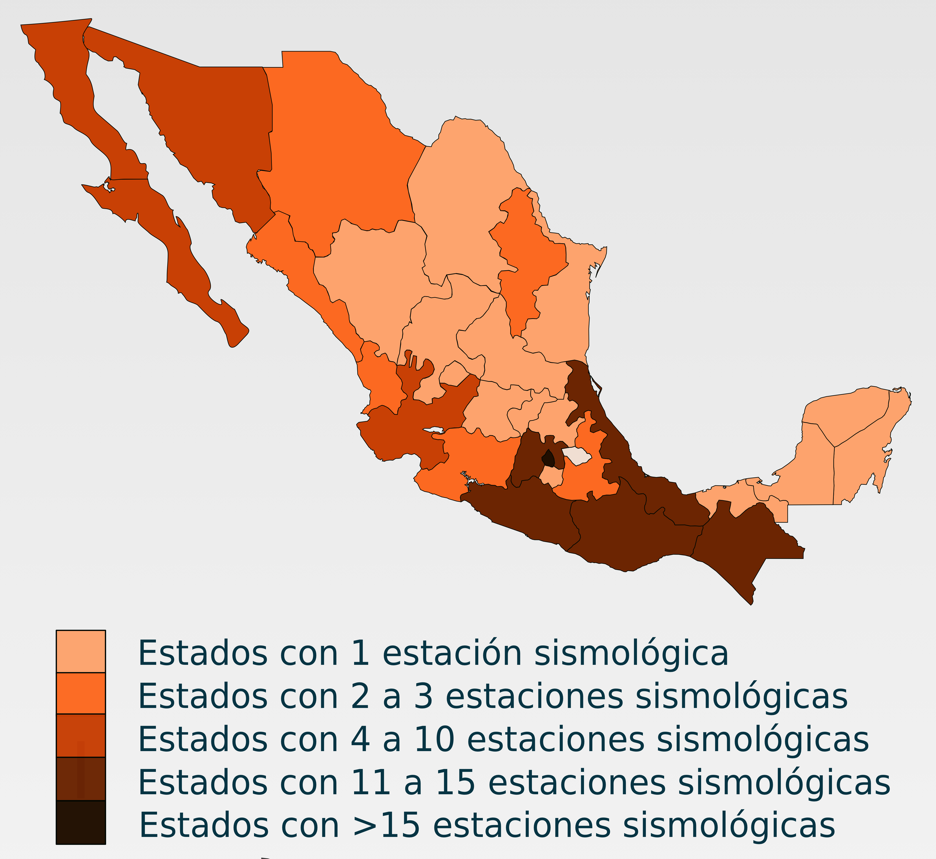 Estados con 1 estación sismológica
Estados con 2 a 3 estaciones sismológicas
Estados con 4 a 10 estaciones sismológicas
Estados con 11 a 15 estaciones sismológicas
Estados con >15 estaciones sismológicas